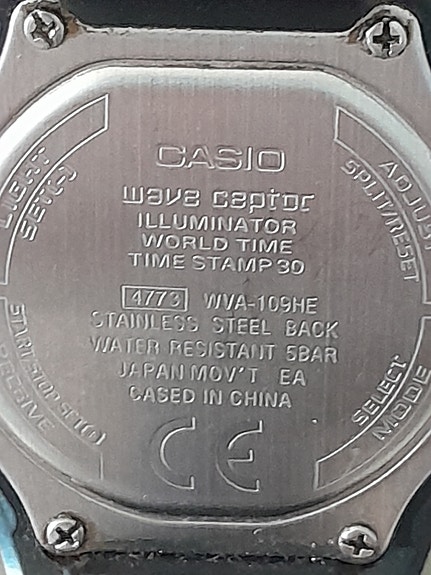 CASIO
wave ceptor
ILLUMINATOR
WORLD TIME
TIME STAMP 30
4773 WVA-109HE
STAINLESS STEEL BACK
WATER RESISTANT 5BAR
JAPAN MOV'T EA
CASED IN CHINA
CE
LIGHT
SET(-)
ADJUST
SPLIT/RESET
START·STOP SET(+)
SELECT
MODE